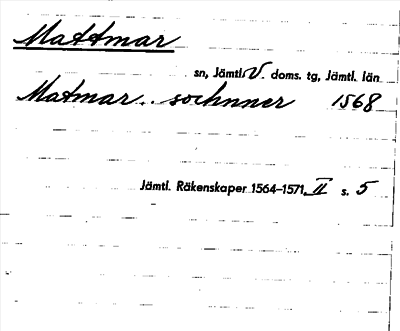 Mattmar
sn, Jämtl. V. doms. tg, Jämtl. län
Matmar.. sochnner 1568
Jämtl. Räkenskaper 1564–1571, II s. 5